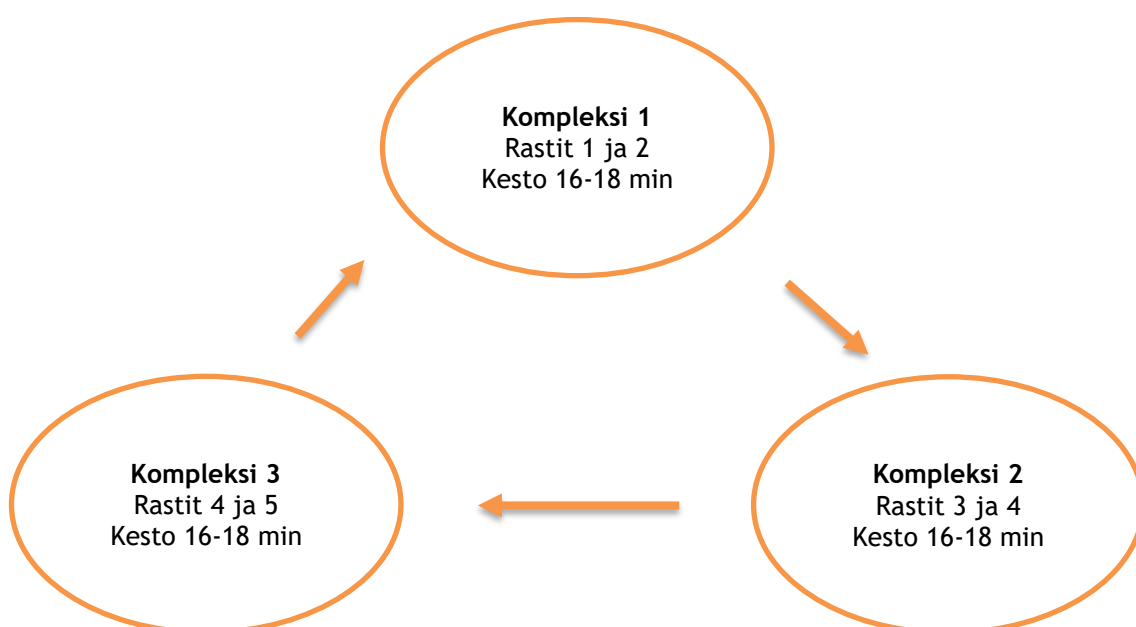 Kompleksi 1
Rastit 1 ja 2
Kesto 16-18 min
Kompleksi 3
Rastit 4 ja 5
Kesto 16-18 min
Kompleksi 2
Rastit 3 ja 4
Kesto 16-18 min